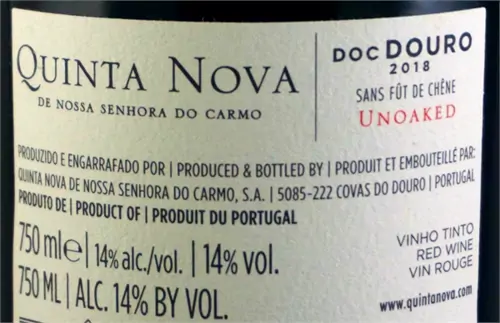 QUINTA NOVA
DE NOSSA SENHORA DO CARMO
DOC DOURO
2018
SANS FÛT DE CHÊNE
UNOAKED
PRODUZIDO E ENGARRAFADO POR | PRODUCED & BOTTLED BY | PRODUIT ET EMBOUTEILLÉ PAR:
QUINTA NOVA DE NOSSA SENHORA DO CARMO, S.A. | 5085-222 COVAS DO DOURO | PORTUGAL
PRODUTO DE | PRODUCT OF | PRODUIT DU PORTUGAL
750 ml℮ | 14% alc./vol. | 14% vol.
750 ML | ALC. 14% BY VOL.
VINHO TINTO
RED WINE
VIN ROUGE
www.quintanova.com